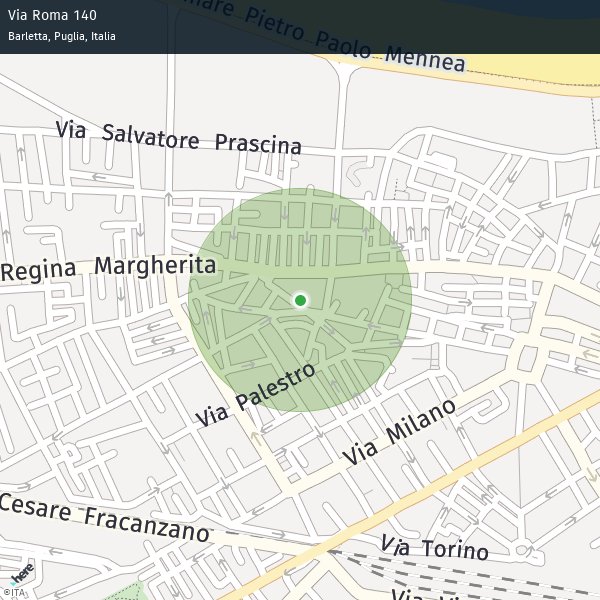 Via Roma 140
Barletta, Puglia, Italia
Pietro Paolo Mennea
Via Salvatore Prascina
Regina Margherita
Via Palestro
Via Milano
Cesare Fracanzano
Via Torino
here
©ITA